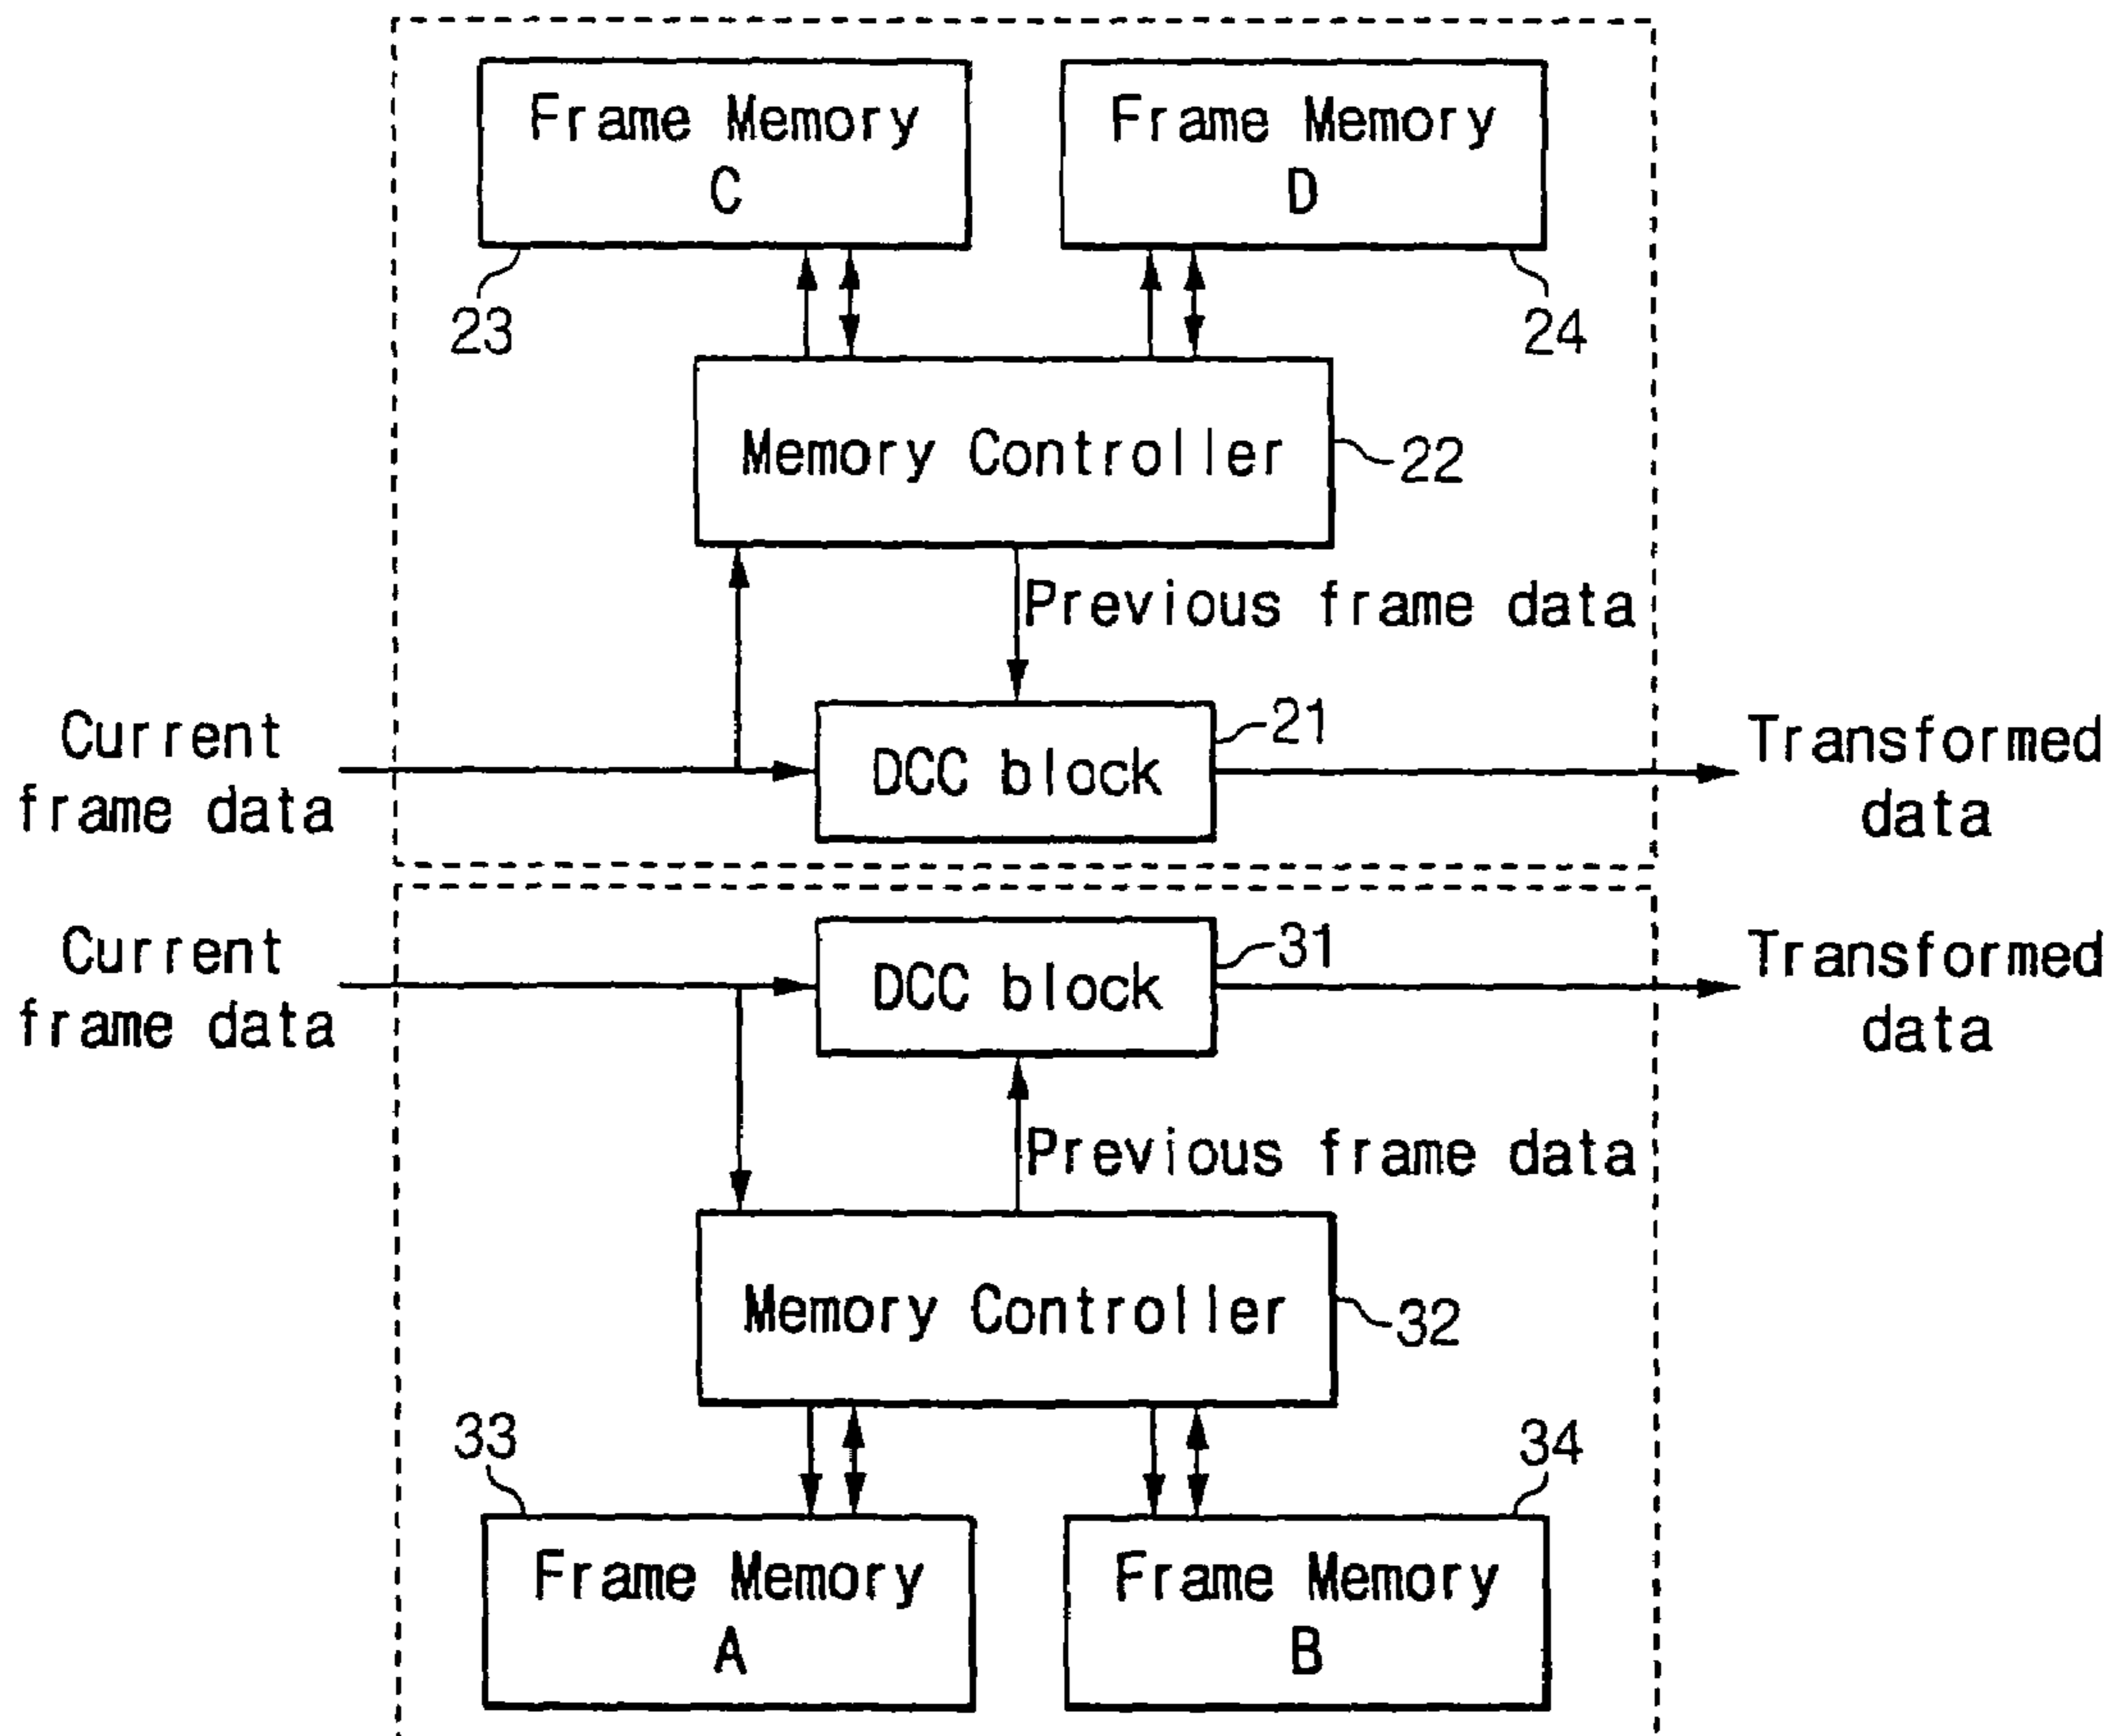 Frame Memory
C
Frame Memory
D
23
24
Memory Controller
22
Previous frame data
Current
frame data
21
DCC block
Transformed
data
Current
frame data
31
DCC block
Transformed
data
Previous frame data
Memory Controller
32
33
34
Frame Memory
A
Frame Memory
B